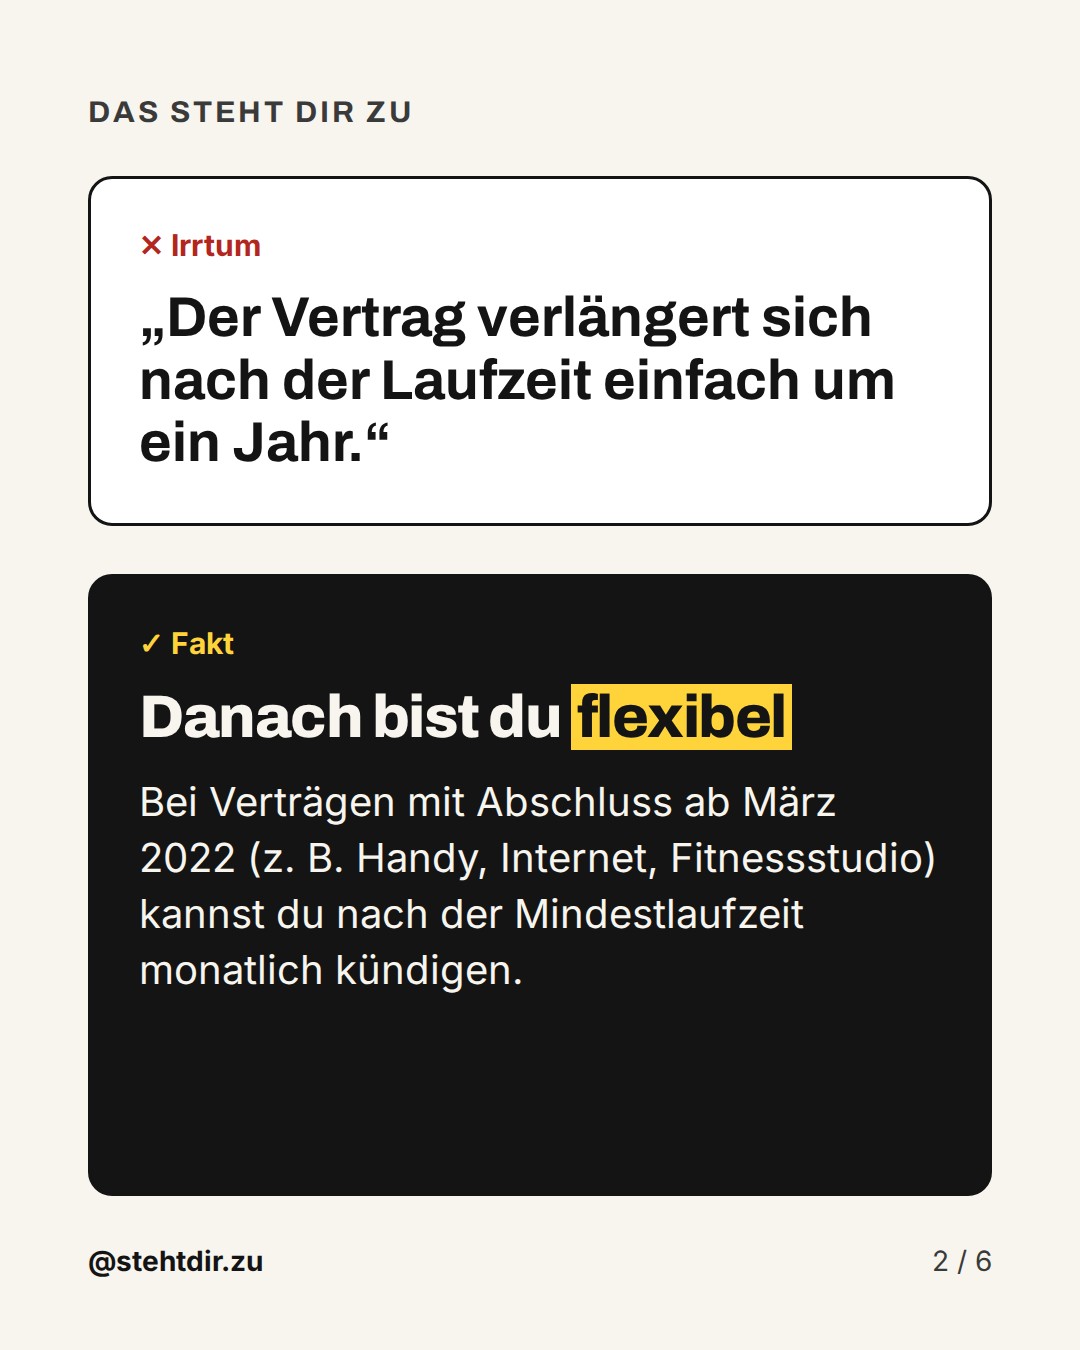 DAS STEHT DIR ZU
✕ Irrtum
„Der Vertrag verlängert sich
nach der Laufzeit einfach um
ein Jahr.“
✓ Fakt
Danach bist du flexibel
Bei Verträgen mit Abschluss ab März
2022 (z. B. Handy, Internet, Fitnessstudio)
kannst du nach der Mindestlaufzeit
monatlich kündigen.
@stehtdir.zu
2 / 6